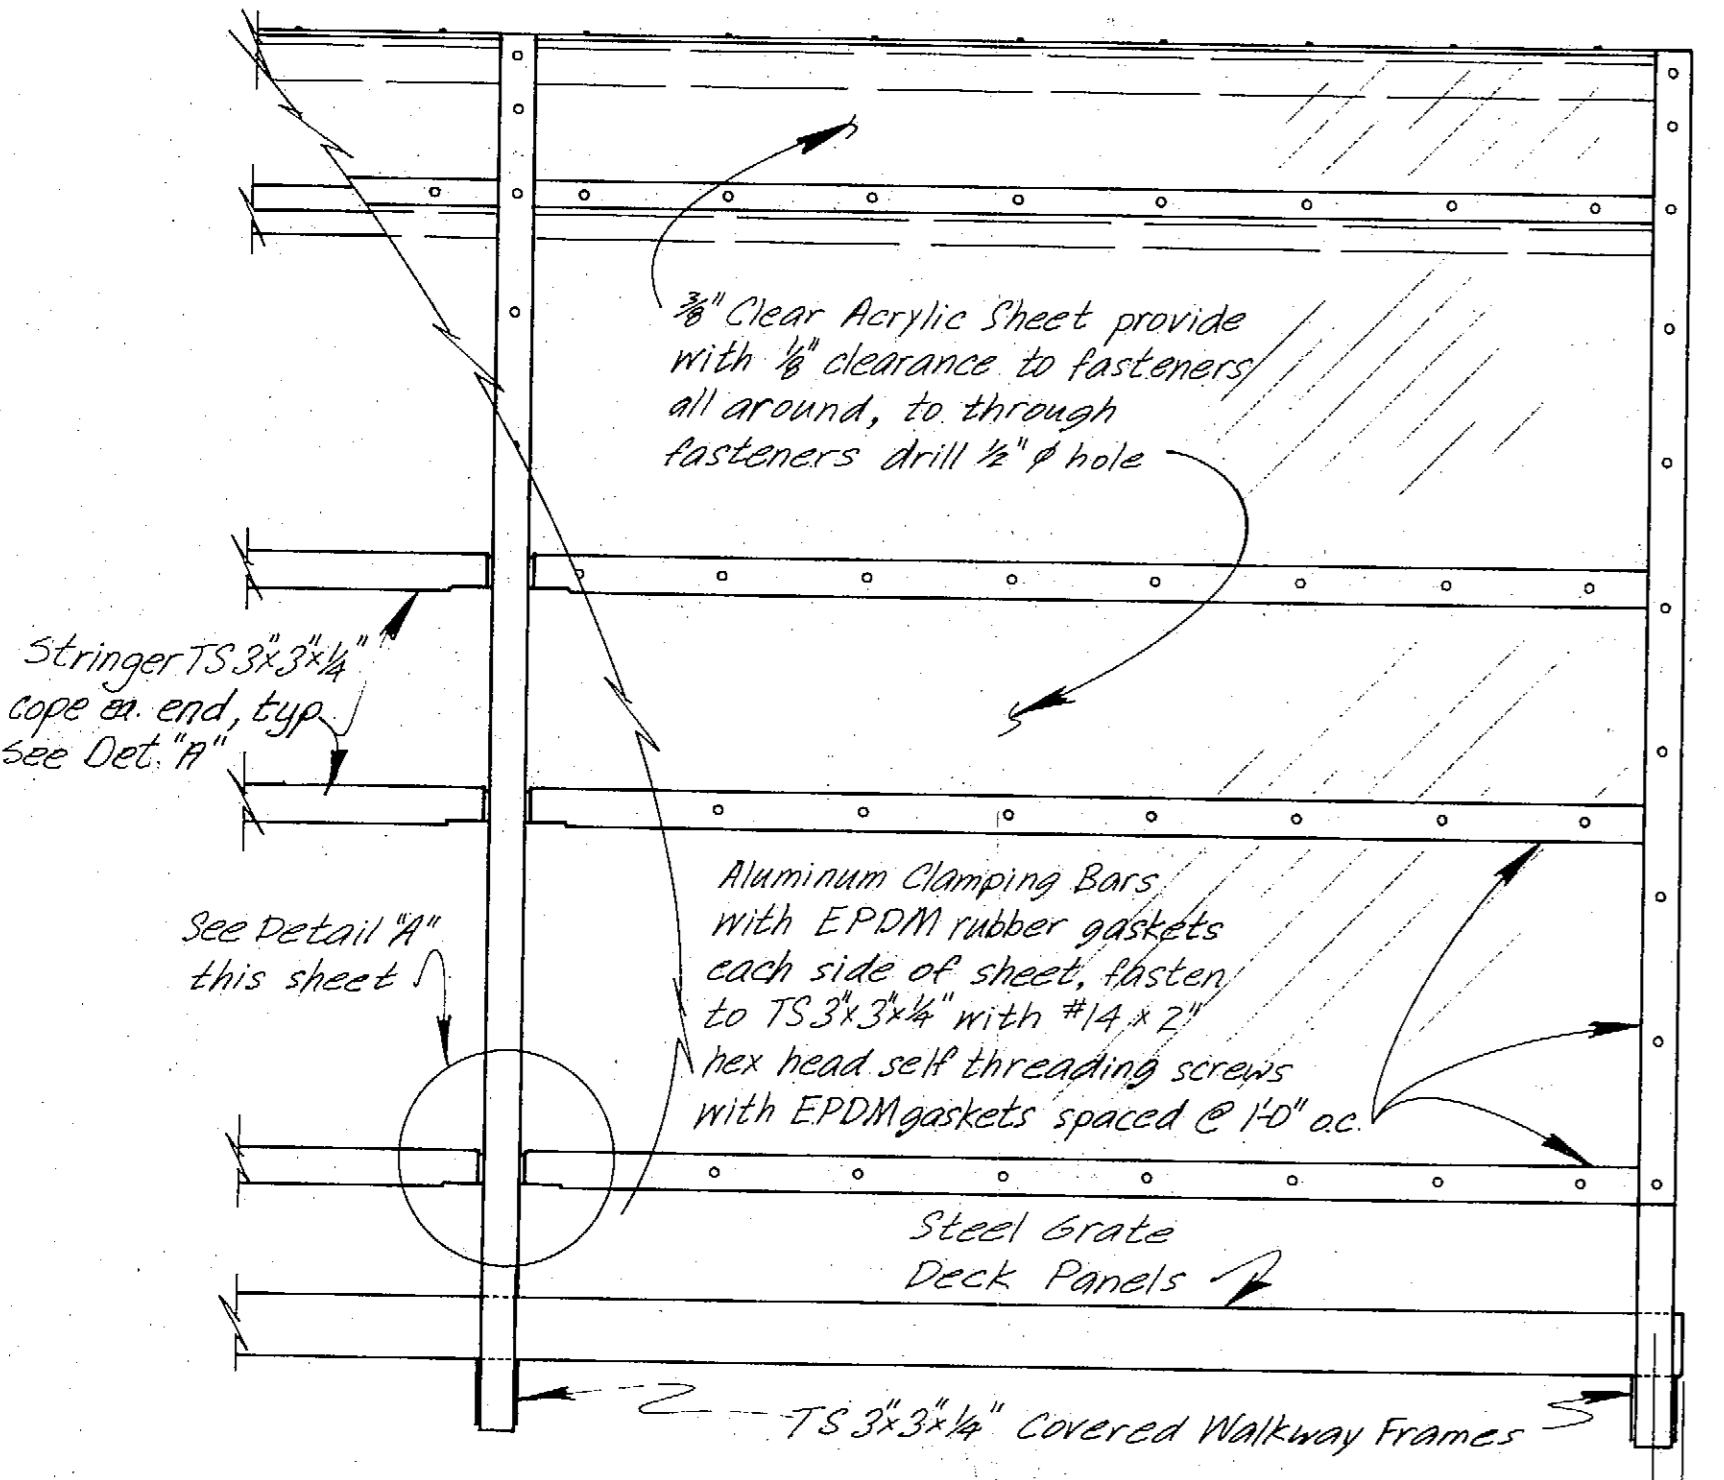 3/8" Clear Acrylic Sheet provide
with 1/8" clearance to fasteners
all around, to through
fasteners drill 1/2" ϕ hole
Stringer TS 3"x3"x1/4"
cope ea. end, typ
see Det. "A"
Aluminum Clamping Bars
with EPDM rubber gaskets
each side of sheet, fasten
to TS 3"x3"x1/4" with #14 x 2"
hex head self threading screws
with EPDM gaskets spaced @ 1'-0" o.c.
See Detail "A"
this sheet
Steel Grate
Deck Panels
TS 3"x3"x1/4" Covered Walkway Frames